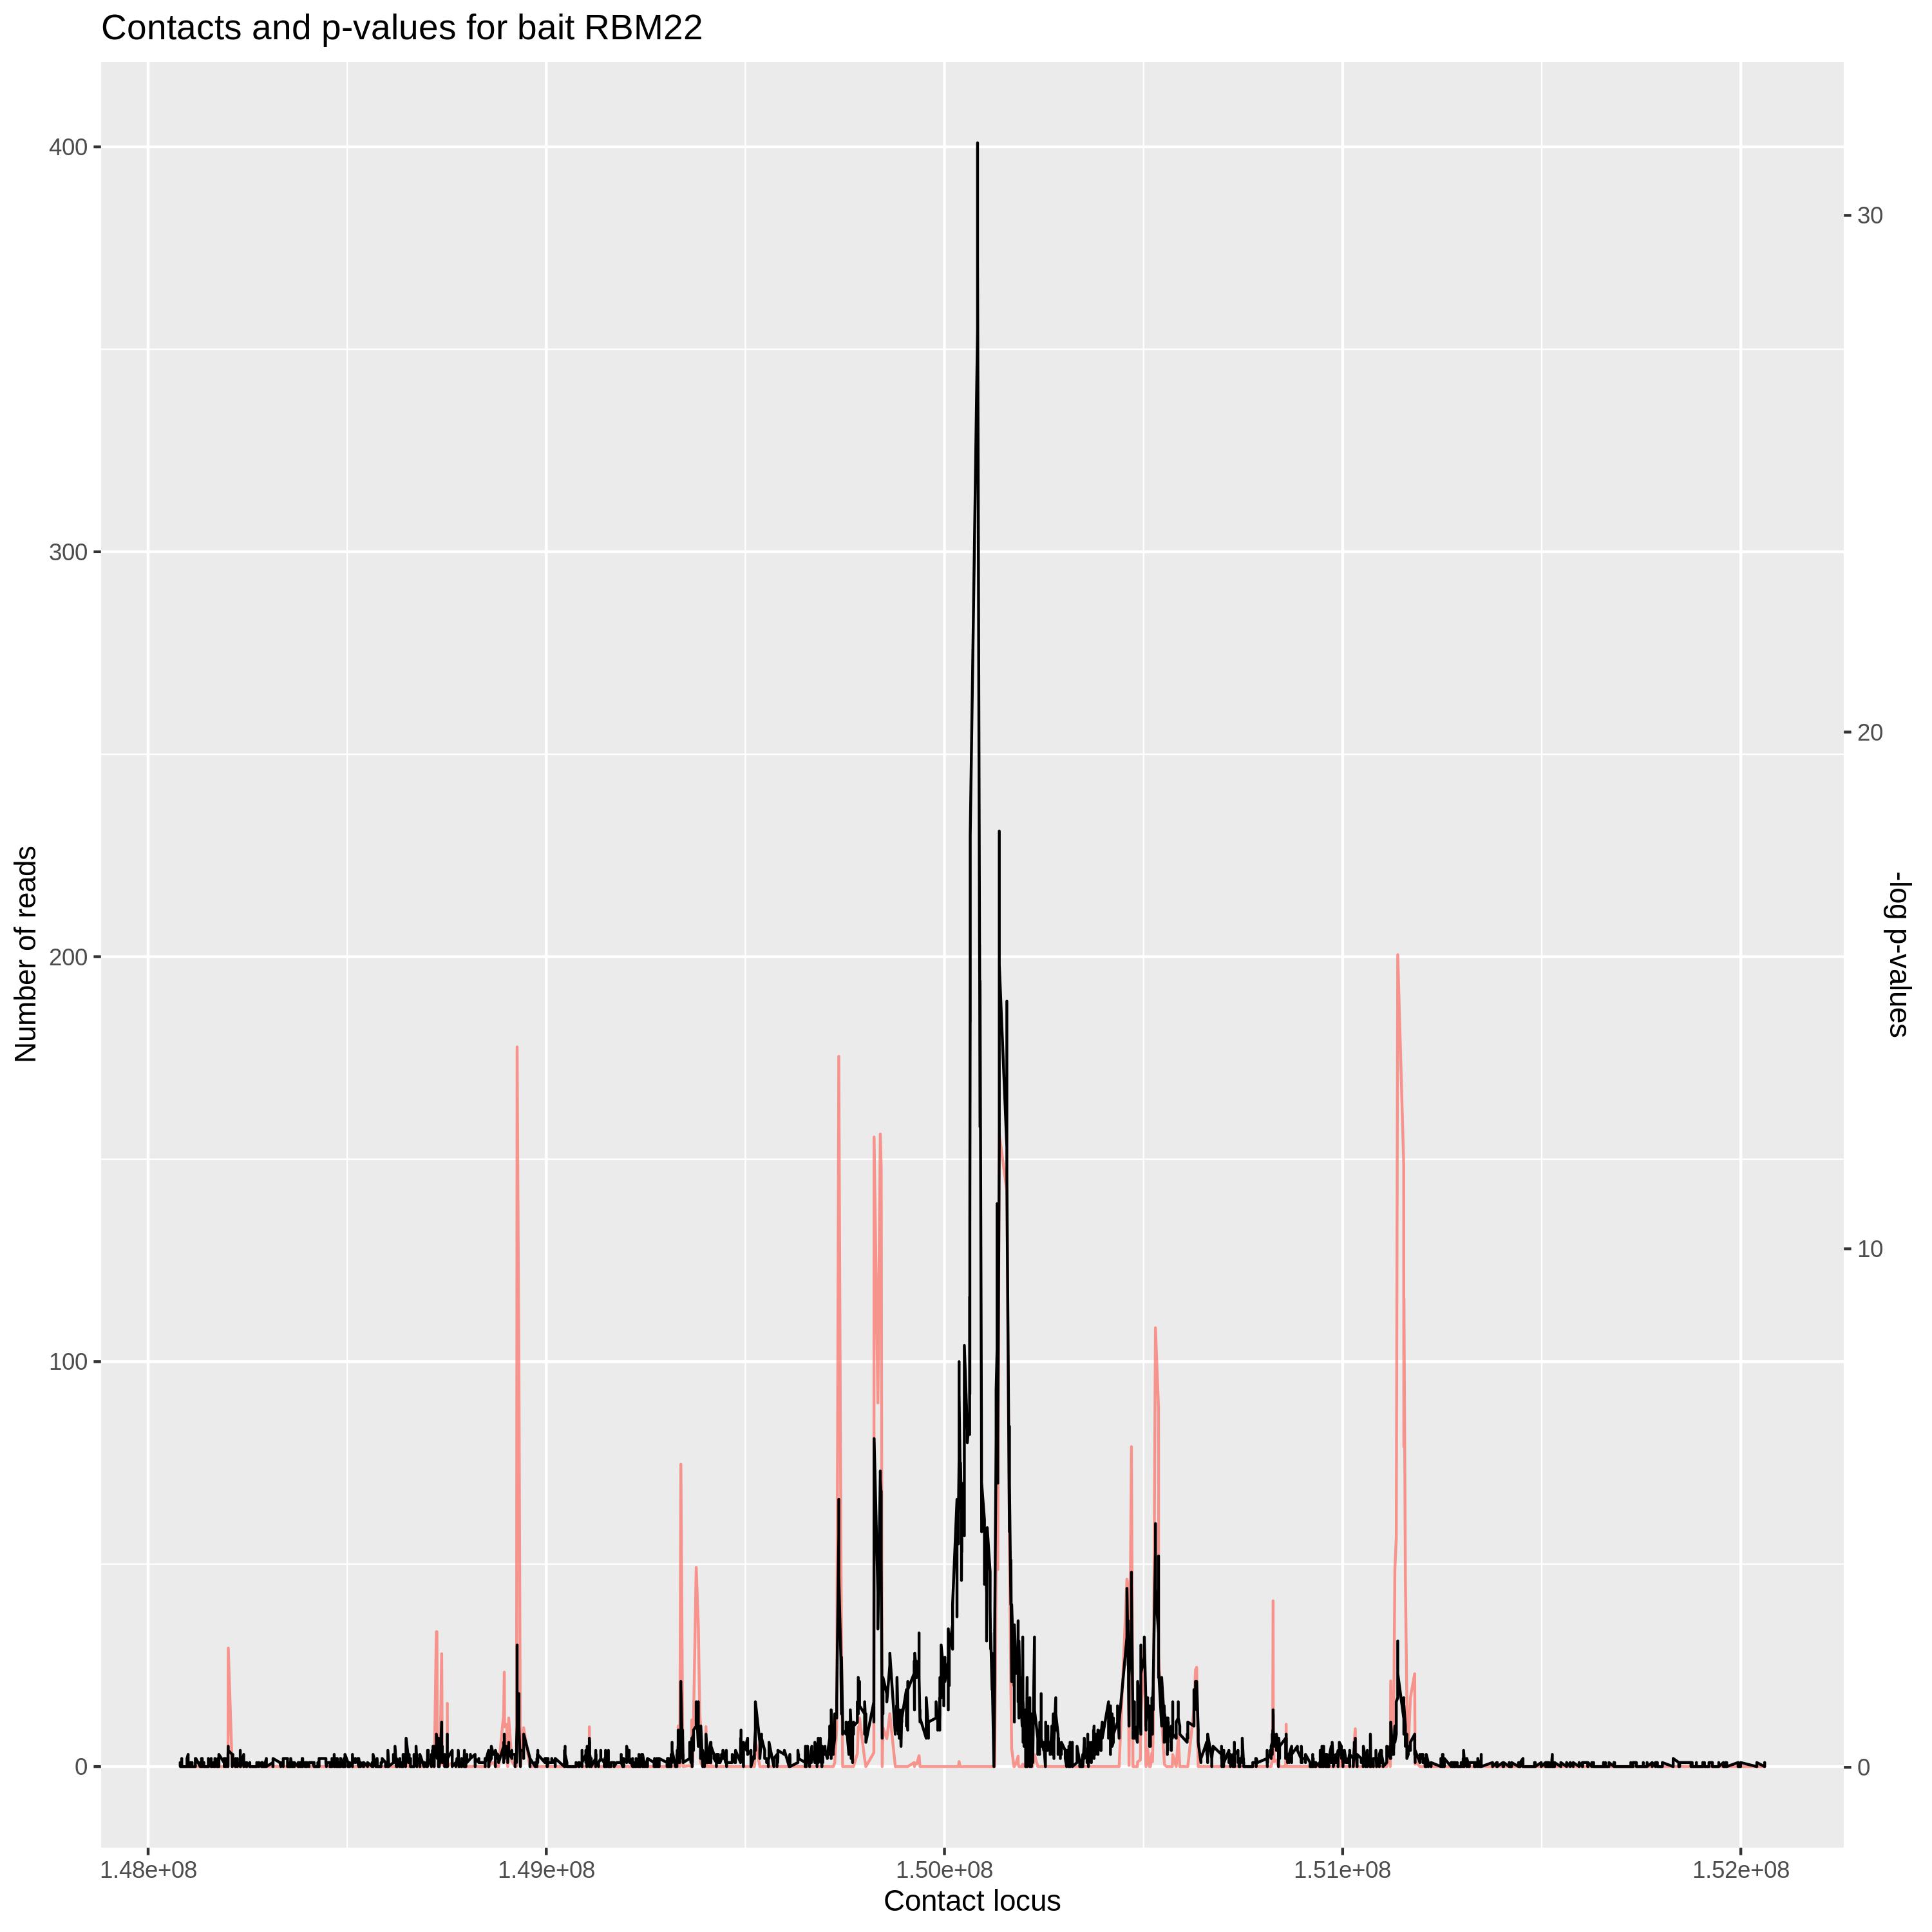 Contacts and p-values for bait RBM22
400
300
200
100
0
Number of reads
30
20
10
0
-log p-values
1.48e+08
1.49e+08
1.50e+08
1.51e+08
1.52e+08
Contact locus